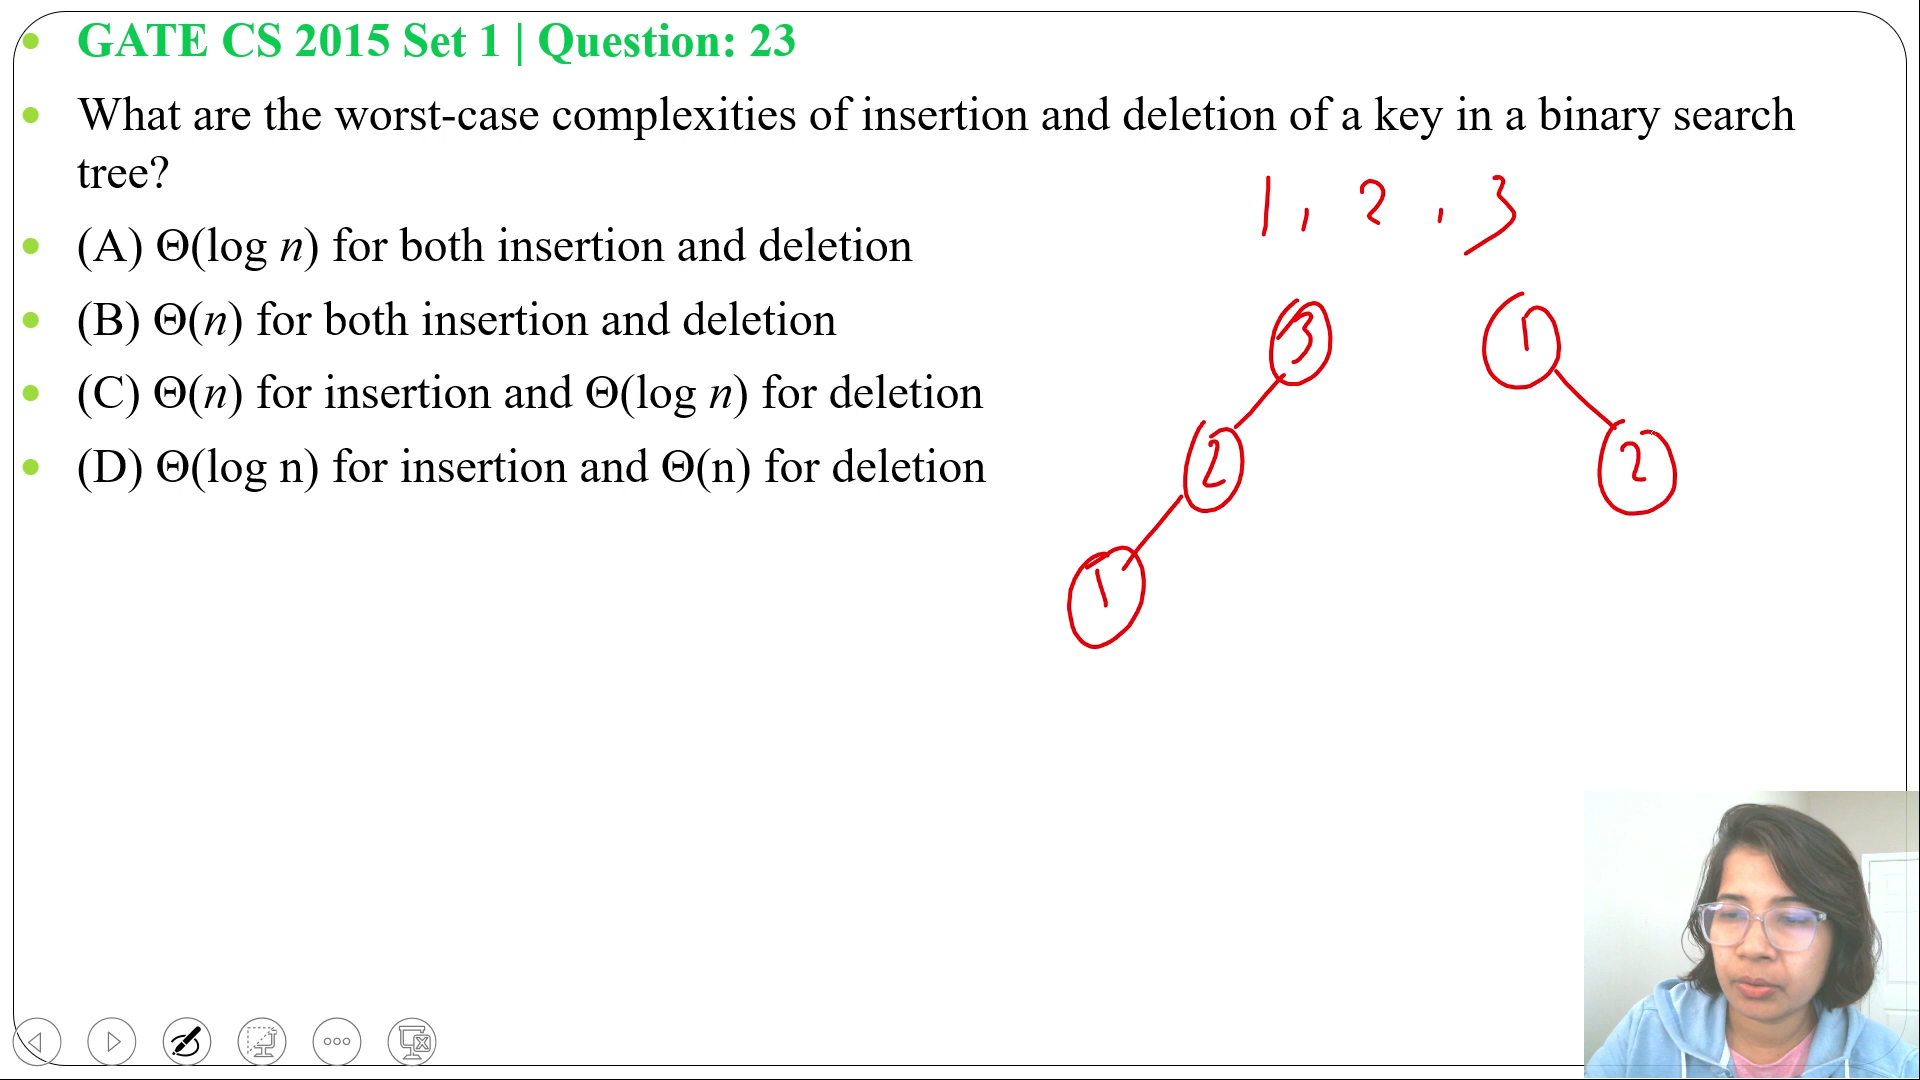 GATE CS 2015 Set 1 | Question: 23
What are the worst-case complexities of insertion and deletion of a key in a binary search
tree?
1, 2, 3
(A) Θ(log n) for both insertion and deletion
(B) Θ(n) for both insertion and deletion
(C) Θ(n) for insertion and Θ(log n) for deletion
(D) Θ(log n) for insertion and Θ(n) for deletion
3 1
2 2
1